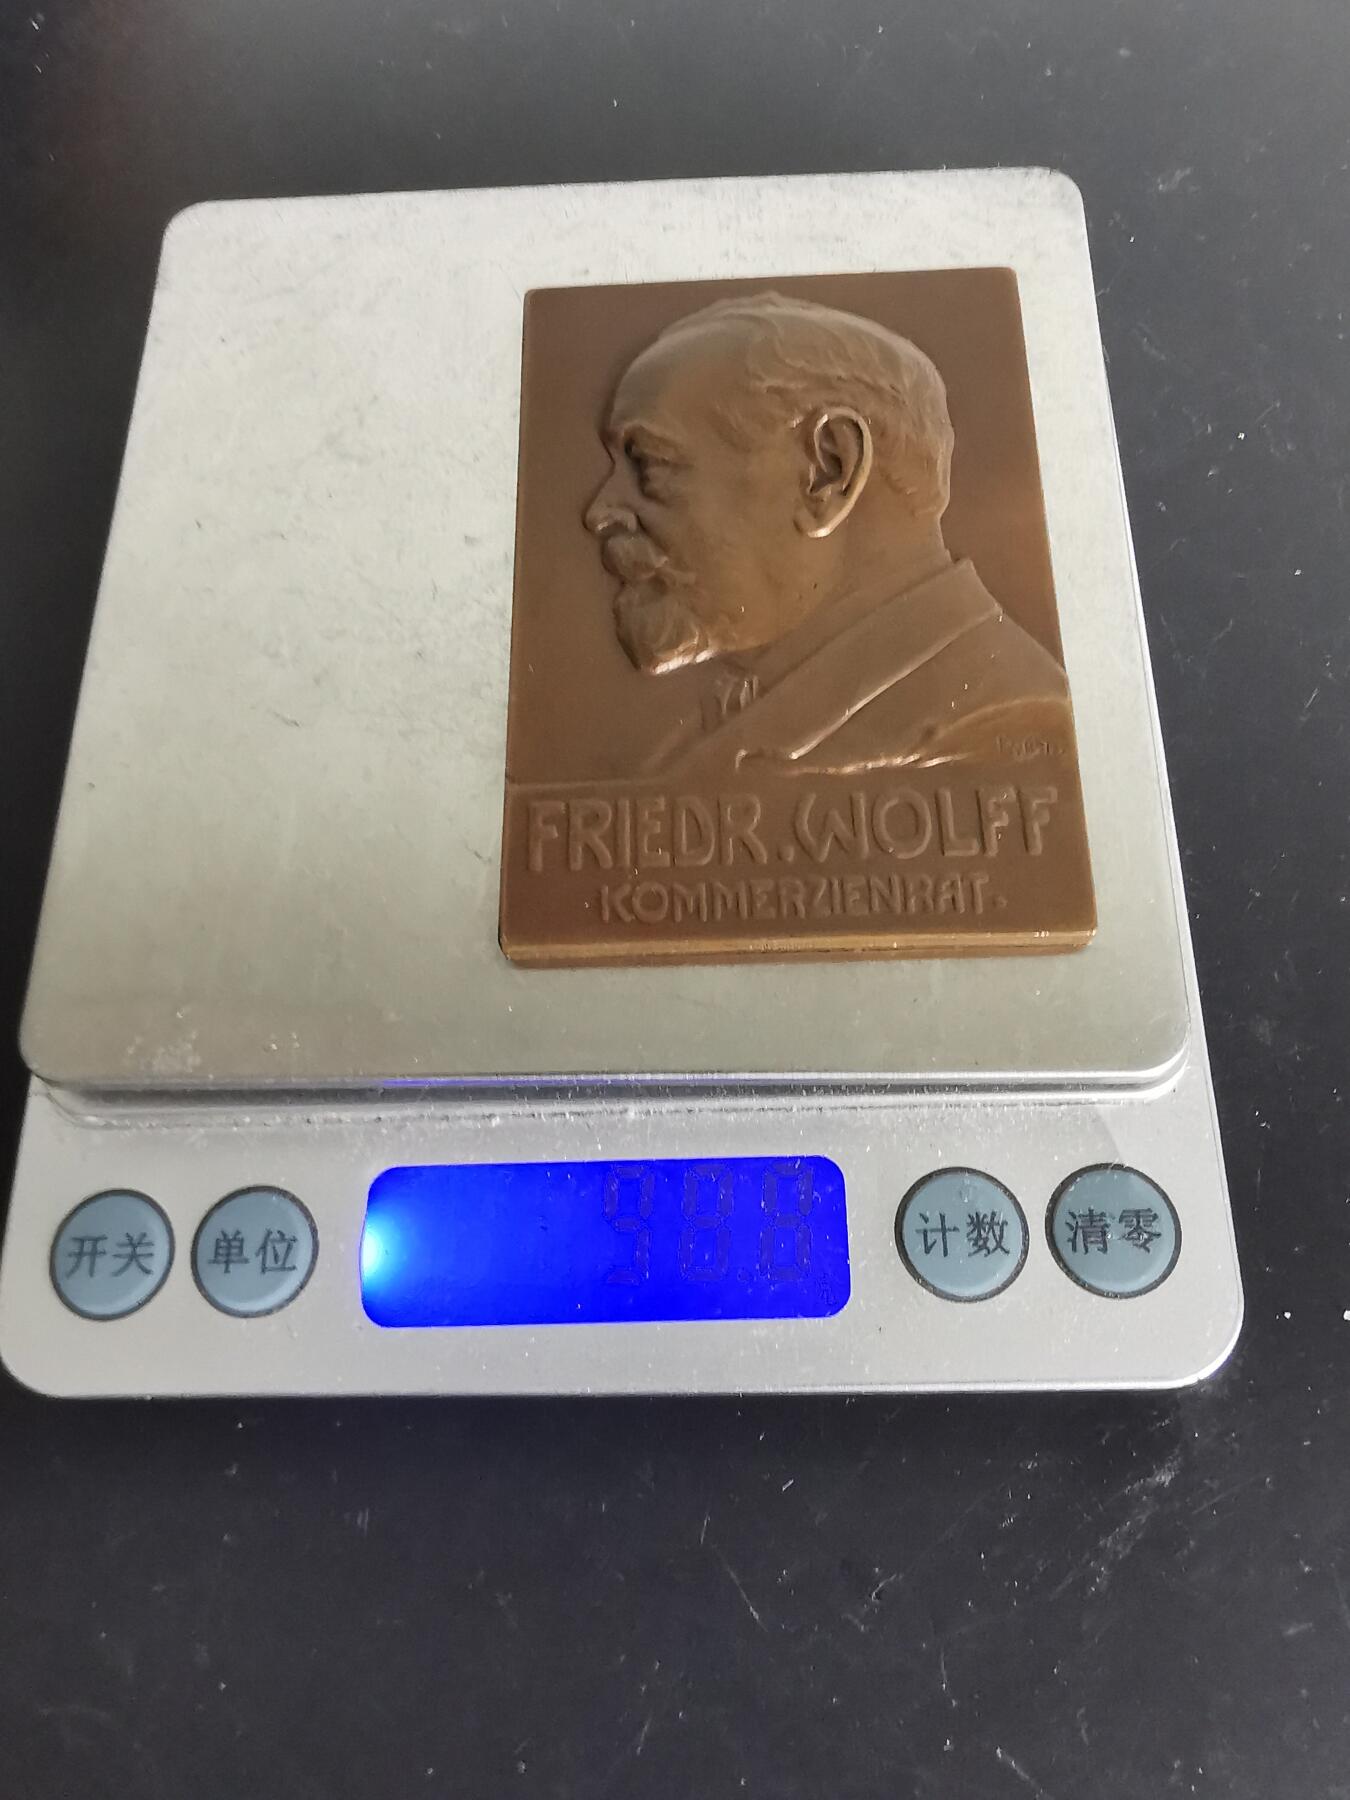 FRIEDR. WOLFF
·KOMMERZIENRAT·
98.8
开关
单位
计数
清零